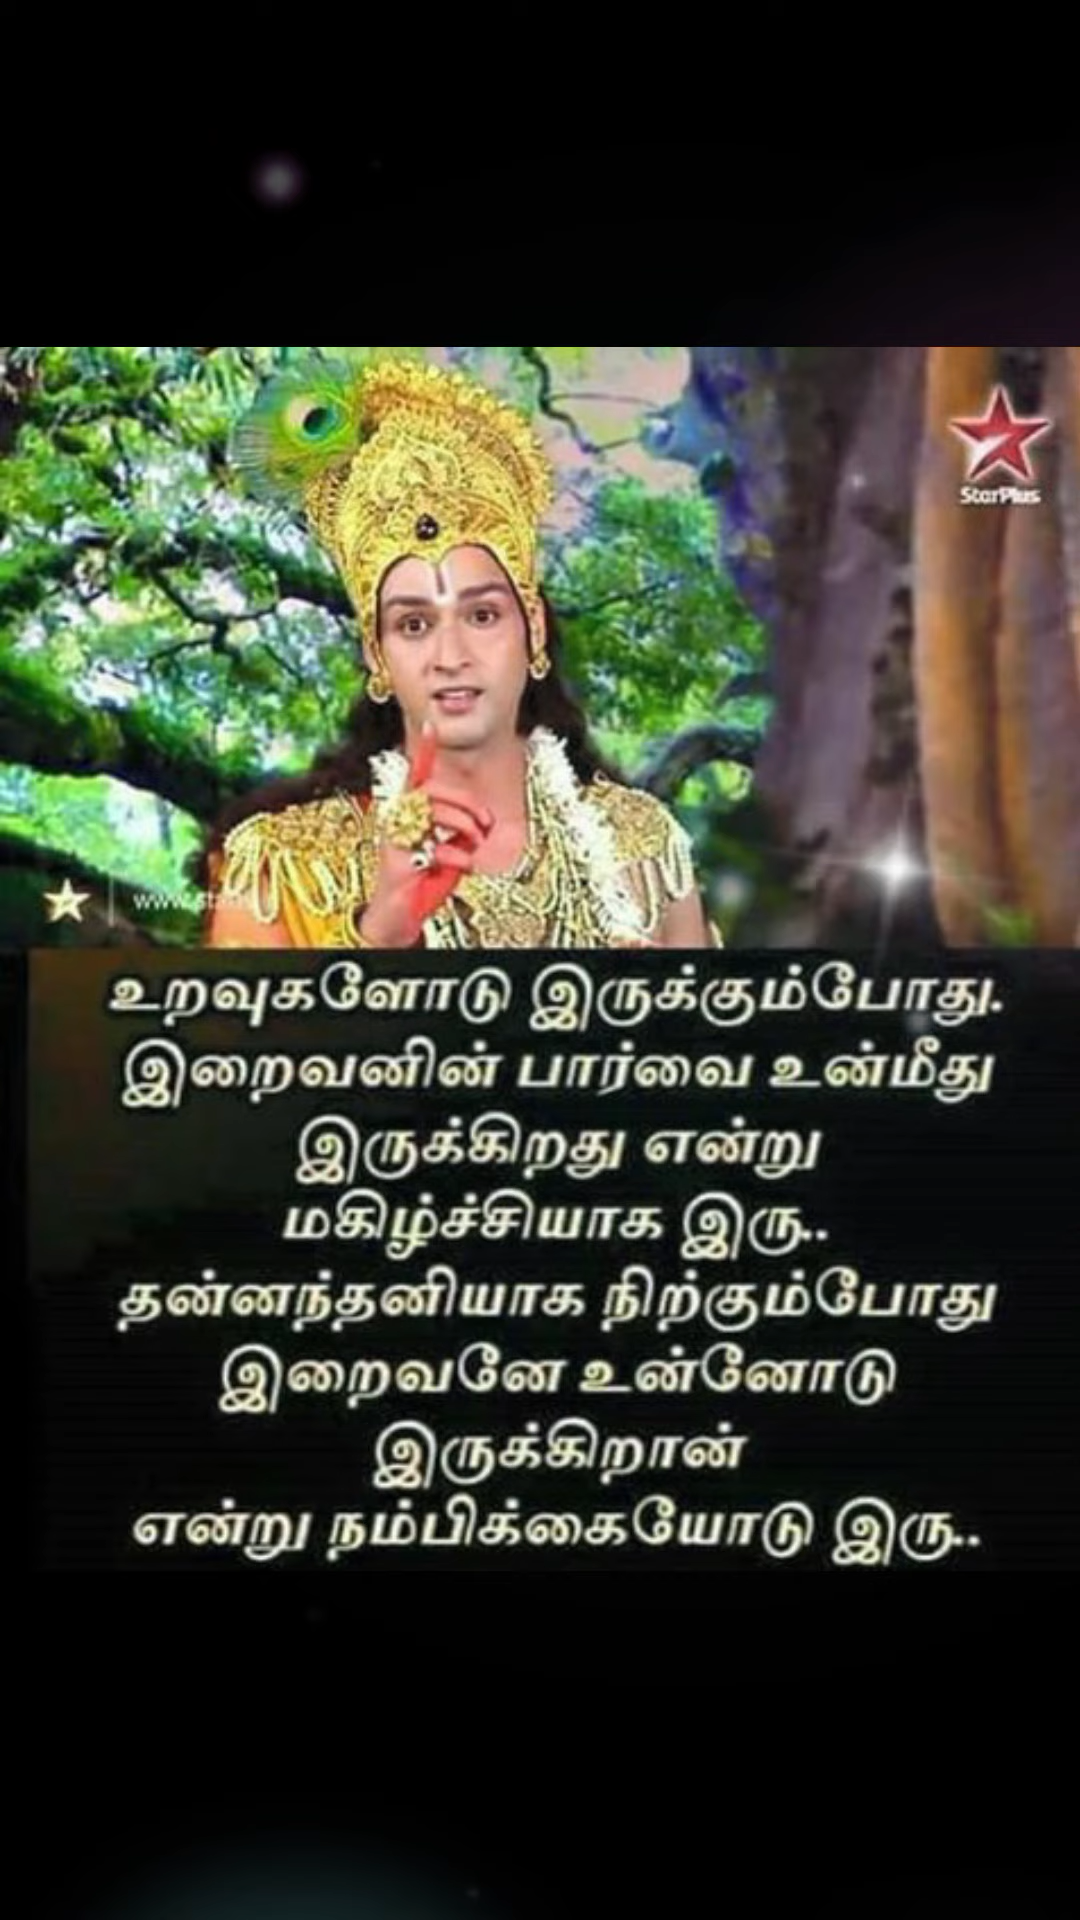 StarPlus
உறவுகளோடு இருக்கும்போது.
இறைவனின் பார்வை உன்மீது
இருக்கிறது என்று
மகிழ்ச்சியாக இரு..
தன்னந்தனியாக நிற்கும்போது
இறைவனே உன்னோடு
இருக்கிறான்
என்று நம்பிக்கையோடு இரு..